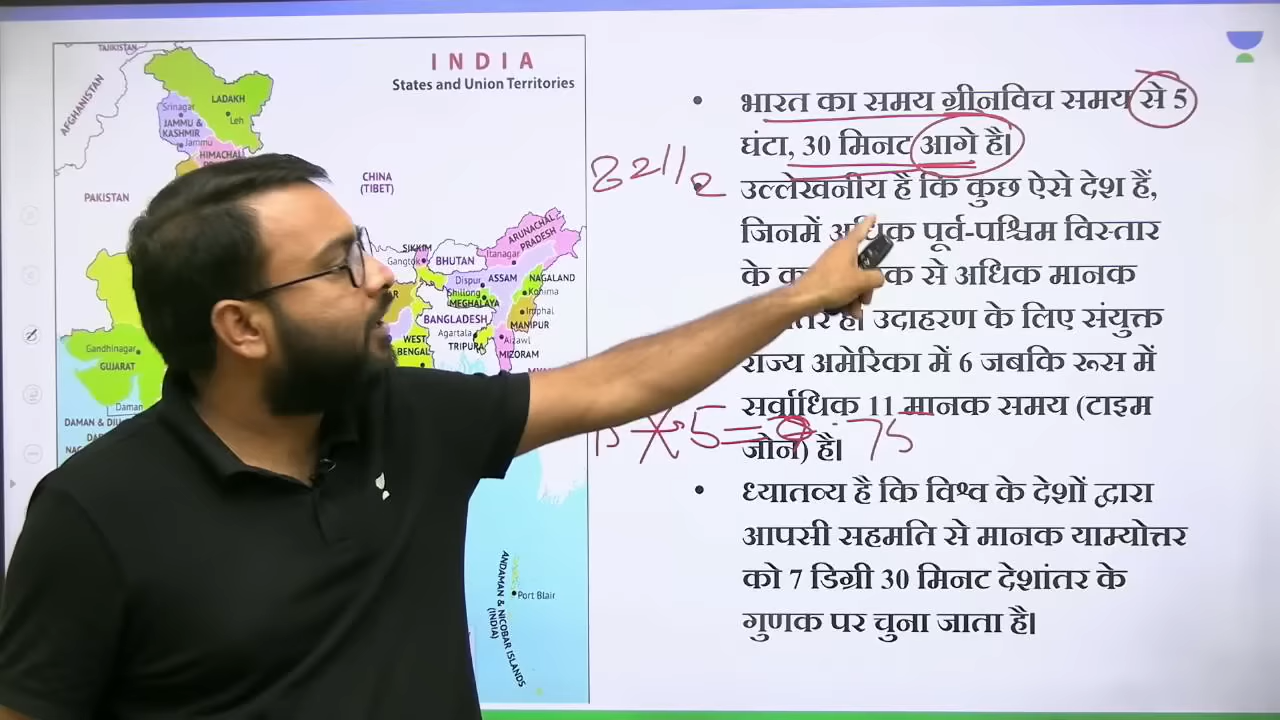 INDIA
States and Union Territories
TAJIKISTAN
AFGHANISTAN
LADAKH
Srinagar
Leh
JAMMU &
KASHMIR
Jammu
HIMACHAL
PAKISTAN
CHINA
(TIBET)
ARUNACHAL
PRADESH
SIKKIM
Itanagar
Gangtok
BHUTAN
Dispur
ASSAM
NAGALAND
Shillong
Kohima
MEGHALAYA
Imphal
BANGLADESH
MANIPUR
Agartala
WEST
BENGAL
TRIPURA
Aizawl
MIZORAM
Gandhinagar
GUJARAT
Daman
DAMAN & DIU
Port Blair
ANDAMAN & NICOBAR ISLANDS
(INDIA)
• भारत का समय ग्रीनविच समय से 5
घंटा, 30 मिनट आगे है।
82 1/2
उल्लेखनीय है कि कुछ ऐसे देश हैं,
जिनमें अधिक पूर्व-पश्चिम विस्तार
के से अधिक मानक
उदाहरण के लिए संयुक्त
राज्य अमेरिका में 6 जबकि रूस में
सर्वाधिक 11 मानक समय (टाइम
जोन) है।
5 = 75
• ध्यातव्य है कि विश्व के देशों द्वारा
आपसी सहमति से मानक याम्योत्तर
को 7 डिग्री 30 मिनट देशांतर के
गुणक पर चुना जाता है।